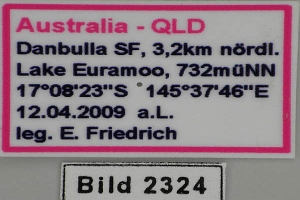 Australia - QLD
Danbulla SF, 3,2km nördl.
Lake Euramoo, 732müNN
17°08'23"S 145°37'46"E
12.04.2009 a.L.
leg. E. Friedrich
Bild 2324